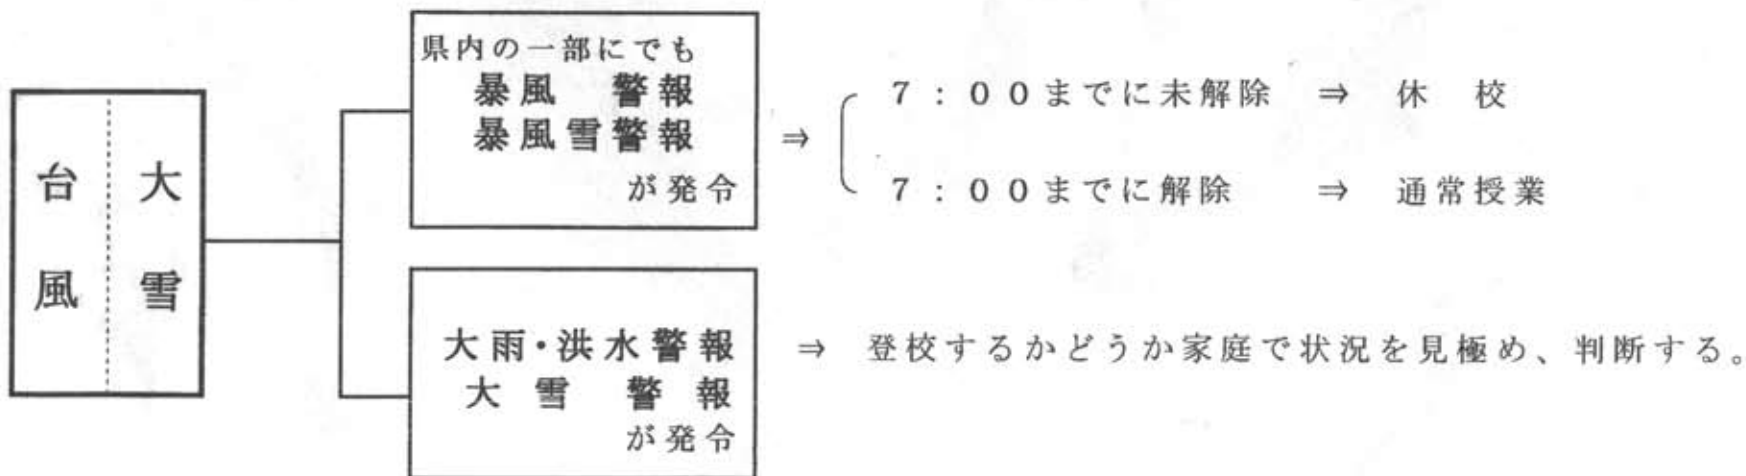 台風
大雪
県内の一部にでも
暴風　警報
暴風雪警報
が発令
⇒
7：00までに未解除　⇒　休　校
7：00までに解除　⇒　通常授業
大雨・洪水警報
大　雪　警　報
が発令
⇒　登校するかどうか家庭で状況を見極め、判断する。